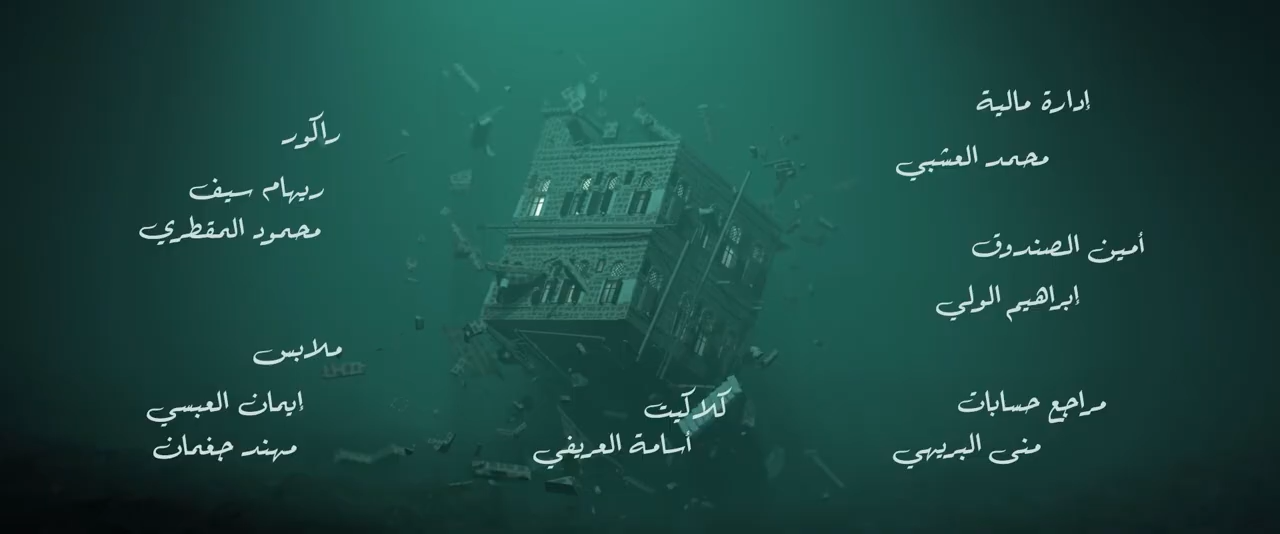 إدارة مالية
محمد العشبي
أمين الصندوق
إبراهيم الولي
مراجع حسابات
منى البريهي
كلاكيت
أسامة العريفي
راكور
ريهام سيف
محمود المقطري
ملابس
إيمان العبسي
مهند جغمان